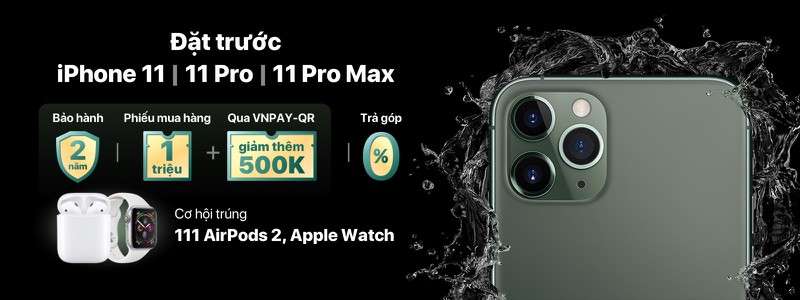 Đặt trước
iPhone 11 | 11 Pro | 11 Pro Max
Bảo hành
2
năm
Phiếu mua hàng
1
triệu
Qua VNPAY-QR
giảm thêm
500K
Trả góp
0%
Cơ hội trúng
111 AirPods 2, Apple Watch